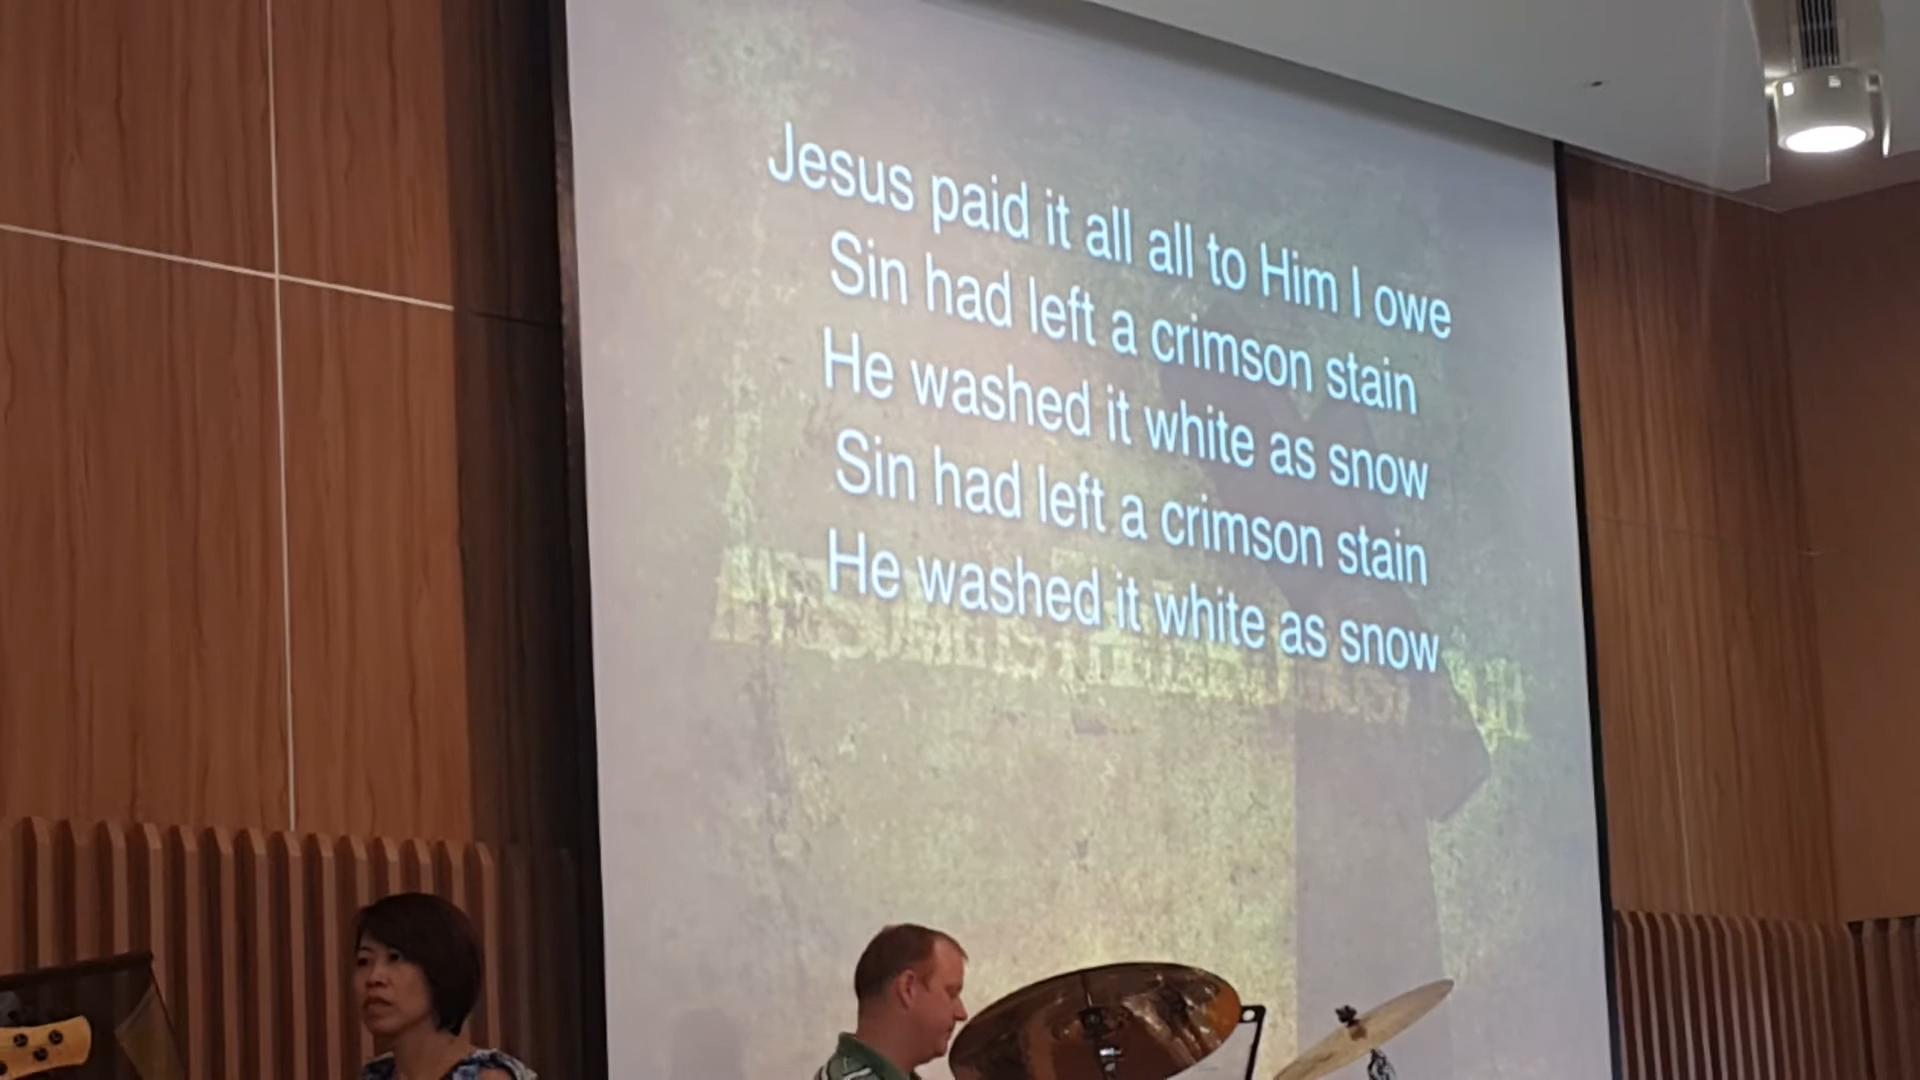 Jesus paid it all all to Him I owe
Sin had left a crimson stain
He washed it white as snow
Sin had left a crimson stain
He washed it white as snow